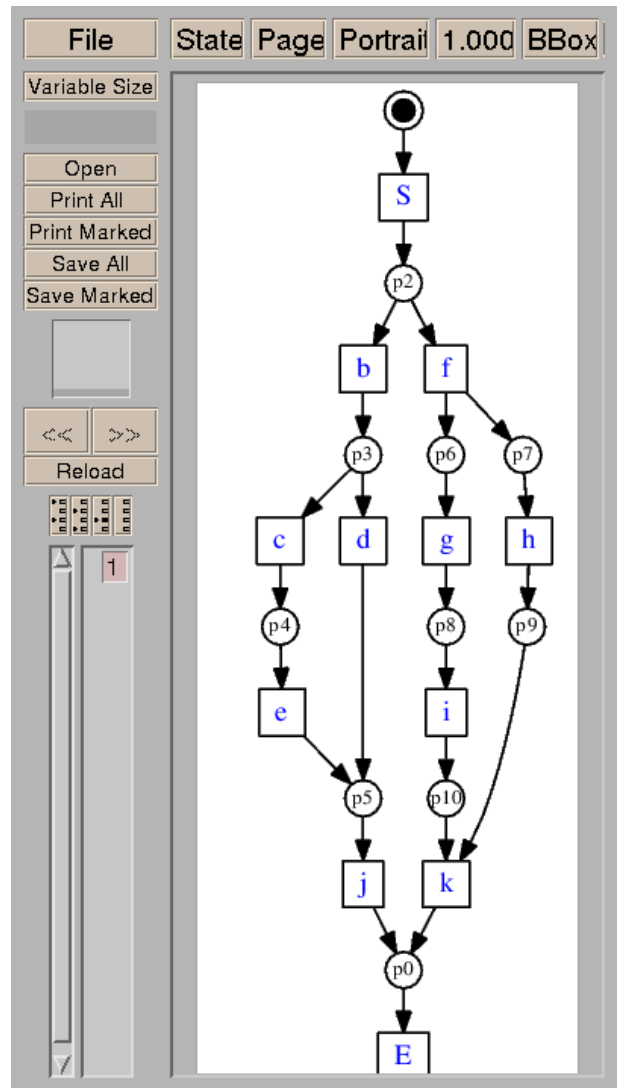 File State Page Portrait 1.000 BBox
Variable Size
Open
Print All
Print Marked
Save All
Save Marked
<< >>
Reload
1
S
p2
b f
p3 p6 p7
c d g h
p4 p8 p9
e i
p5 p10
j k
p0
E